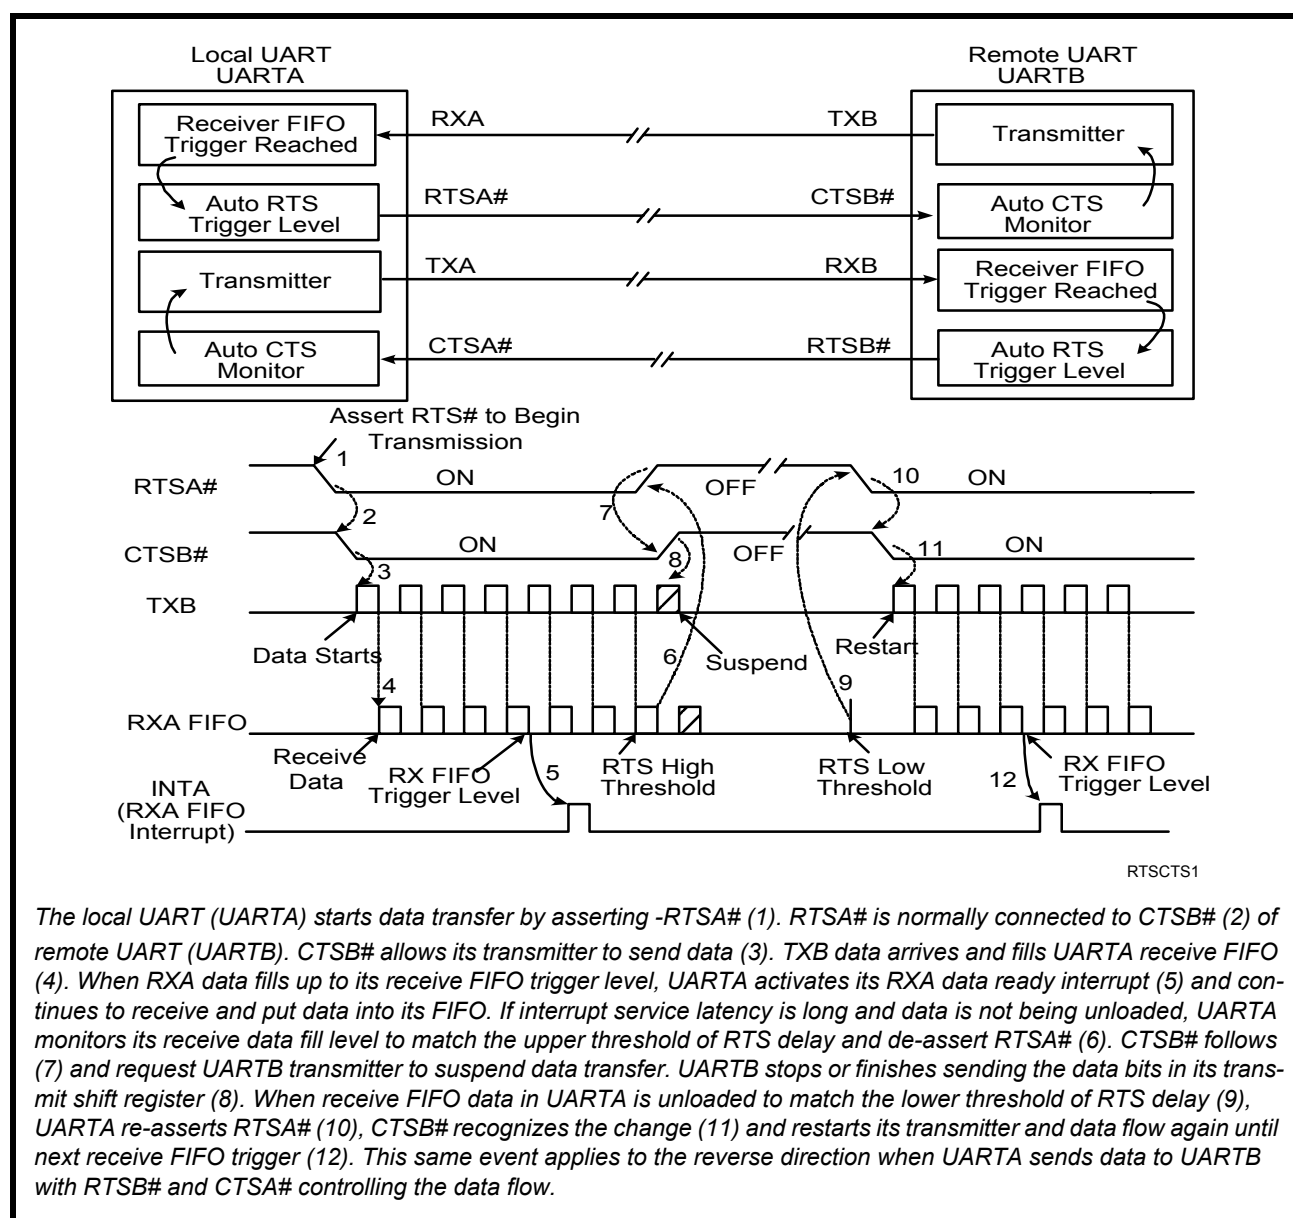 Local UART
UARTA
Remote UART
UARTB
Receiver FIFO
Trigger Reached
RXA
TXB
Transmitter
Auto RTS
Trigger Level
RTSA#
CTSB#
Auto CTS
Monitor
Transmitter
TXA
RXB
Receiver FIFO
Trigger Reached
Auto CTS
Monitor
CTSA#
RTSB#
Auto RTS
Trigger Level
Assert RTS# to Begin
Transmission
1
RTSA#
ON
OFF
10
ON
2
7
CTSB#
ON
8
OFF
11
ON
3
TXB
Data Starts
6
Suspend
Restart
4
9
RXA FIFO
Receive
Data
RX FIFO
Trigger Level
5
RTS High
Threshold
RTS Low
Threshold
12
RX FIFO
Trigger Level
INTA
(RXA FIFO
Interrupt)
RTSCTS1
The local UART (UARTA) starts data transfer by asserting -RTSA# (1). RTSA# is normally connected to CTSB# (2) of
remote UART (UARTB). CTSB# allows its transmitter to send data (3). TXB data arrives and fills UARTA receive FIFO
(4). When RXA data fills up to its receive FIFO trigger level, UARTA activates its RXA data ready interrupt (5) and con-
tinues to receive and put data into its FIFO. If interrupt service latency is long and data is not being unloaded, UARTA
monitors its receive data fill level to match the upper threshold of RTS delay and de-assert RTSA# (6). CTSB# follows
(7) and request UARTB transmitter to suspend data transfer. UARTB stops or finishes sending the data bits in its trans-
mit shift register (8). When receive FIFO data in UARTA is unloaded to match the lower threshold of RTS delay (9),
UARTA re-asserts RTSA# (10), CTSB# recognizes the change (11) and restarts its transmitter and data flow again until
next receive FIFO trigger (12). This same event applies to the reverse direction when UARTA sends data to UARTB
with RTSB# and CTSA# controlling the data flow.